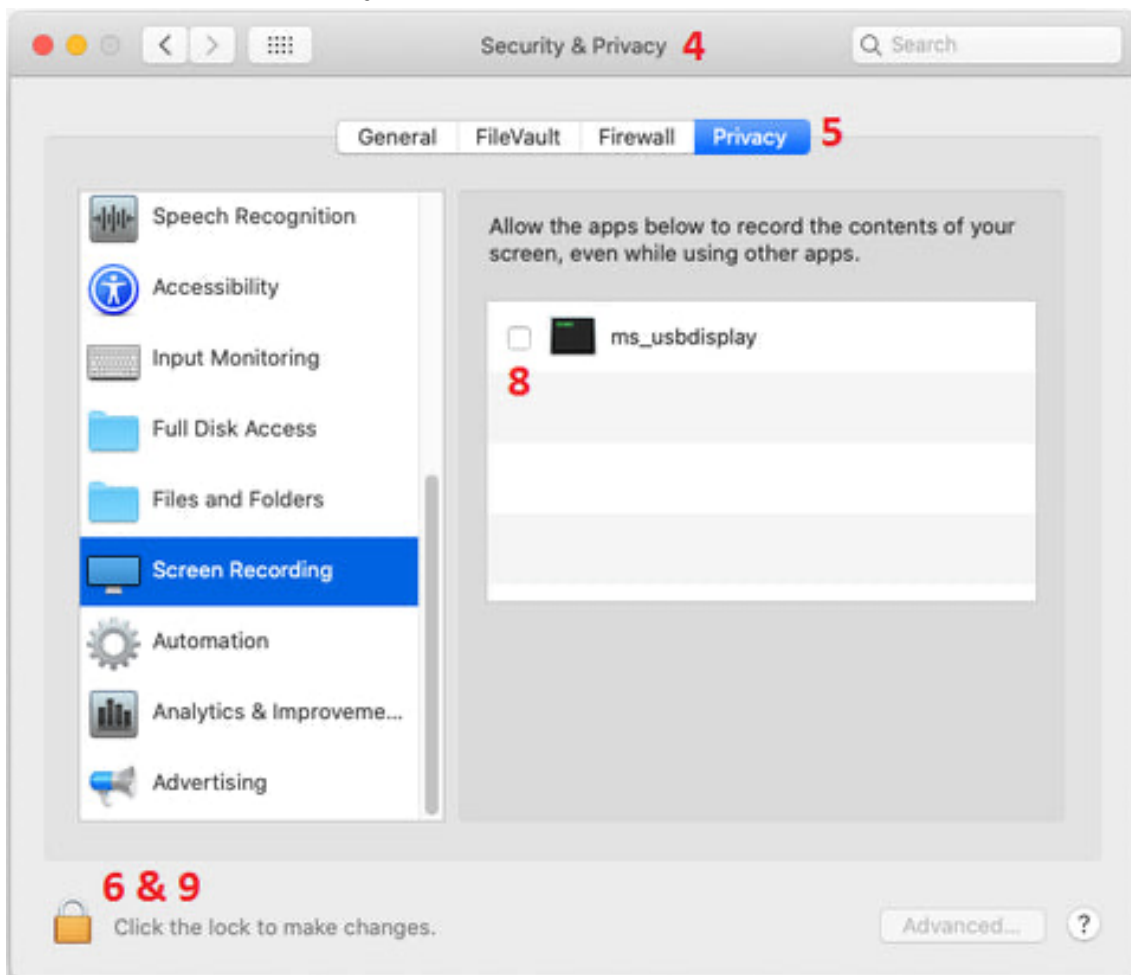 Security & Privacy 4
Search
General FileVault Firewall Privacy 5
Speech Recognition
Accessibility
Input Monitoring
Full Disk Access
Files and Folders
Screen Recording
Automation
Analytics & Improveme...
Advertising
Allow the apps below to record the contents of your
screen, even while using other apps.
ms_usbdisplay
8
6 & 9
Click the lock to make changes.
Advanced...
?